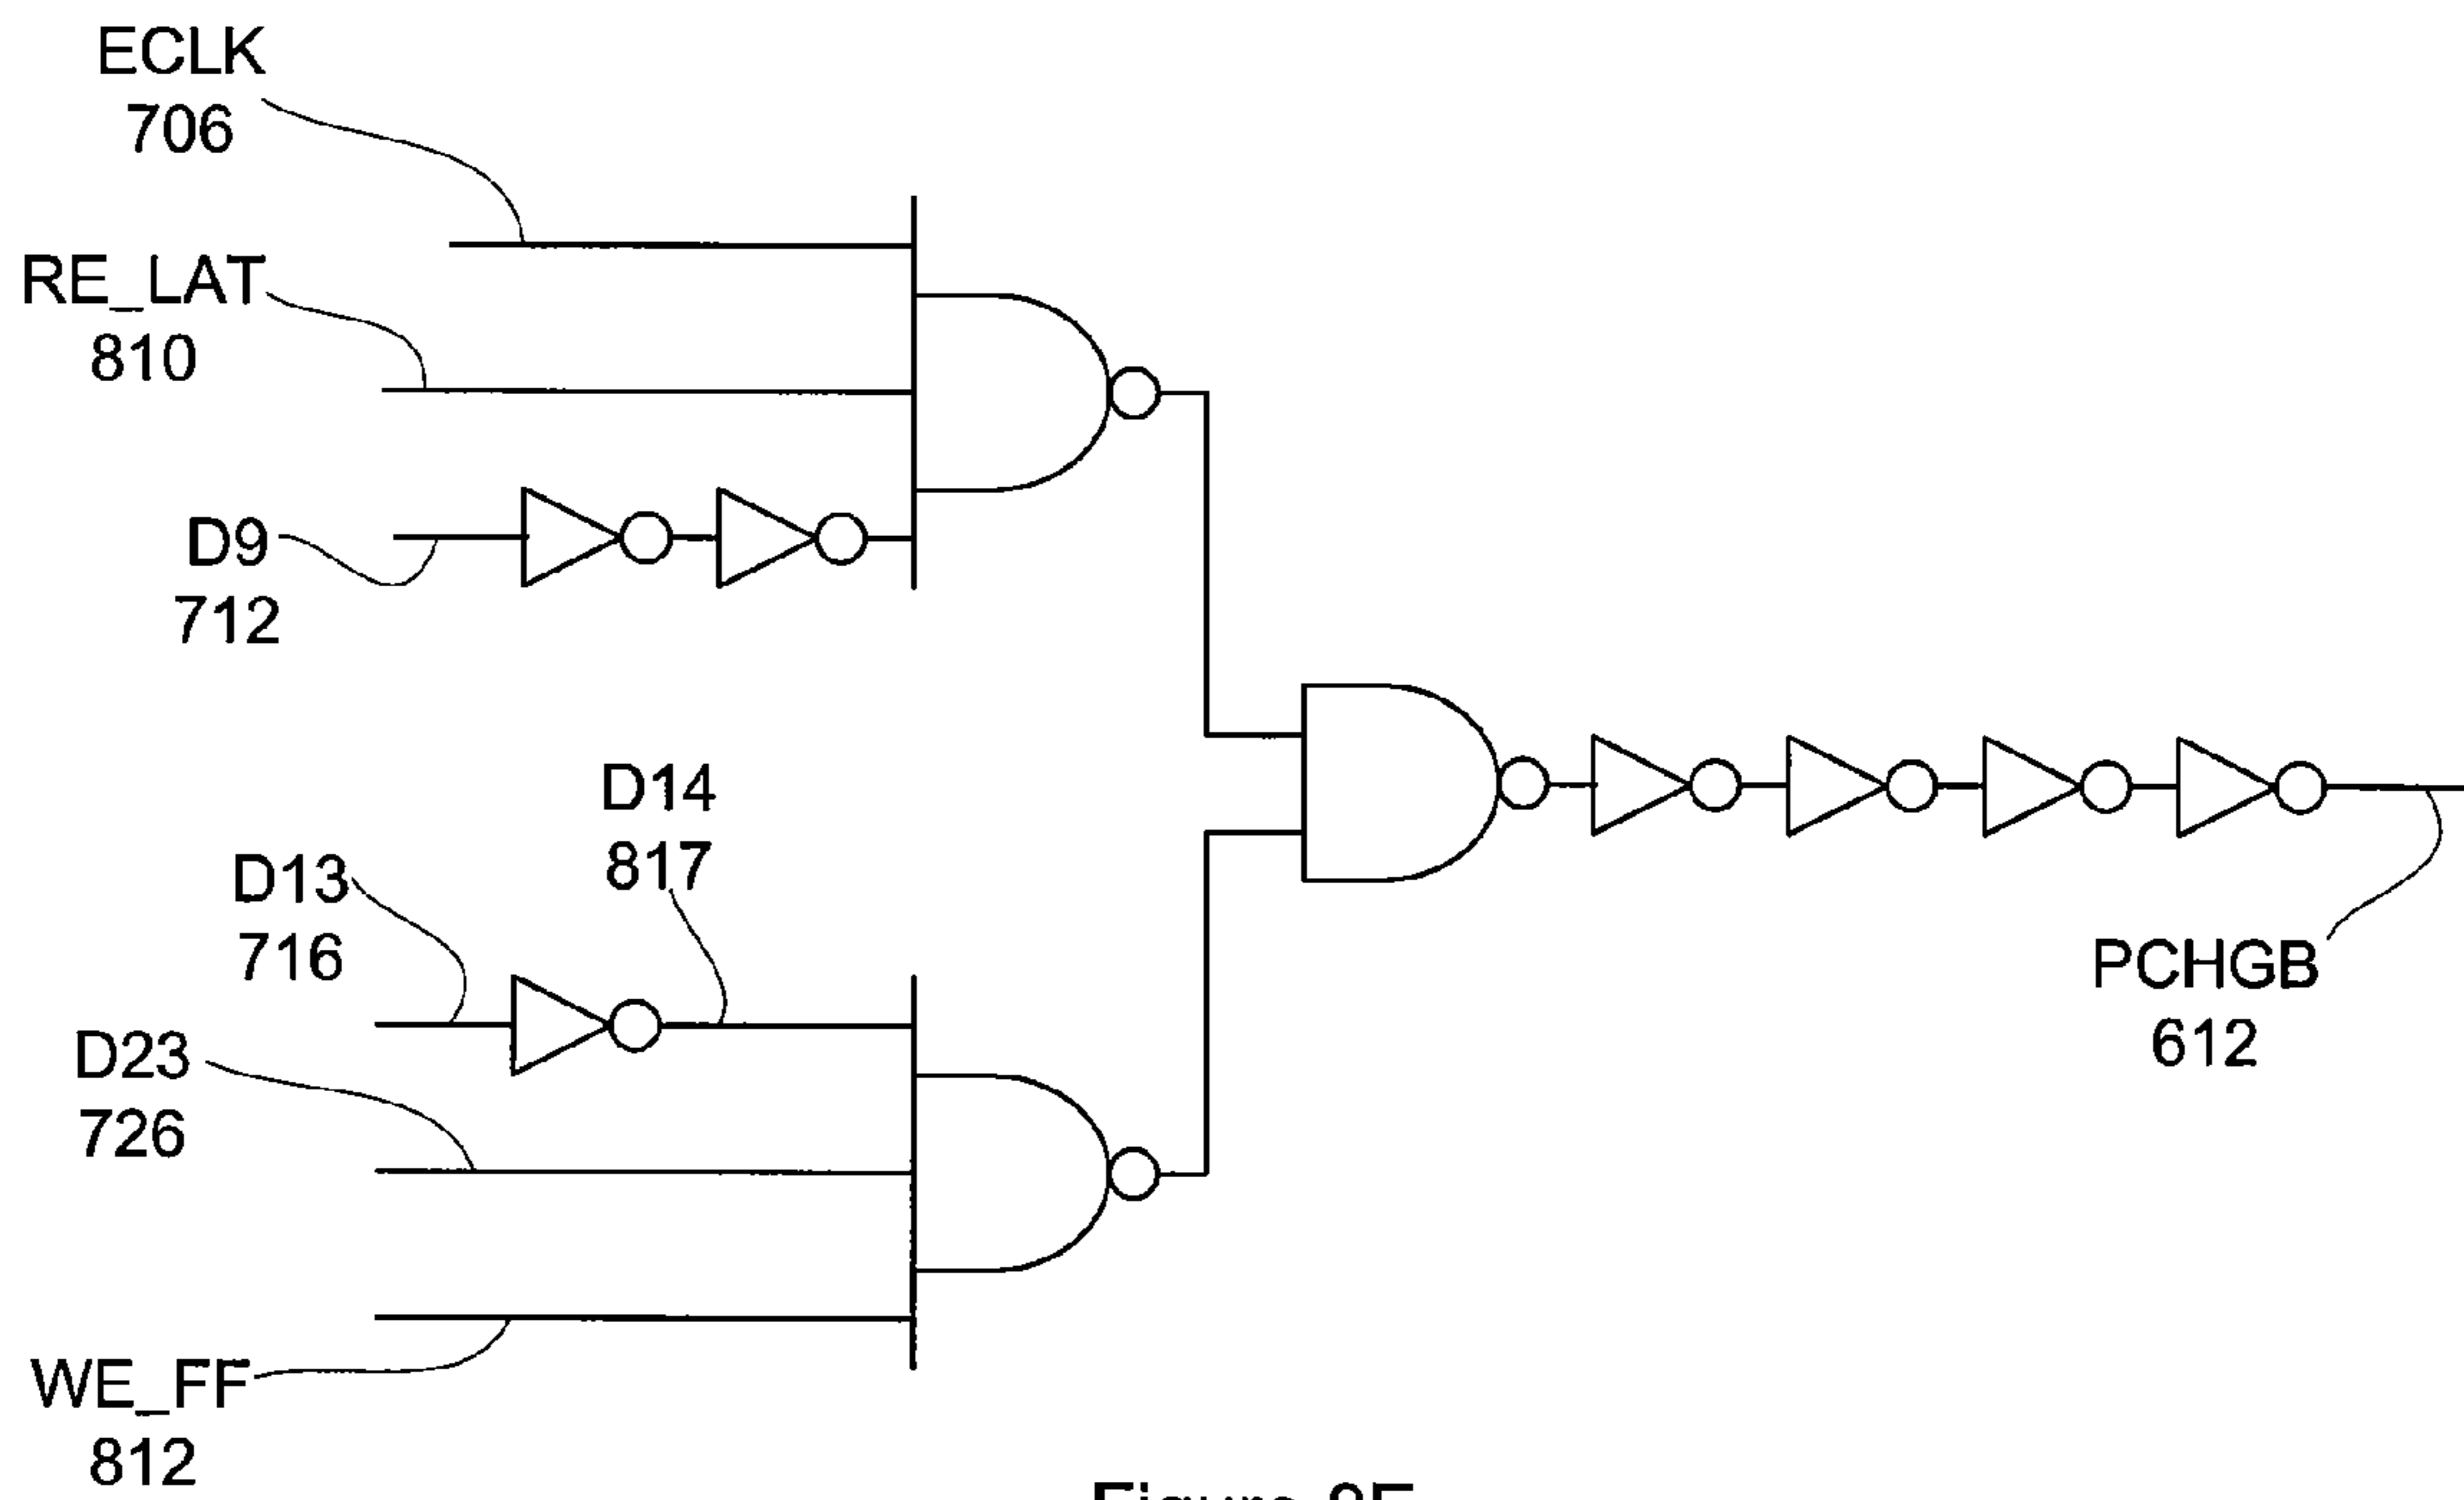 ECLK
706
RE_LAT
810
D9
712
D14
817
D13
716
D23
726
PCHGB
612
WE_FF
812